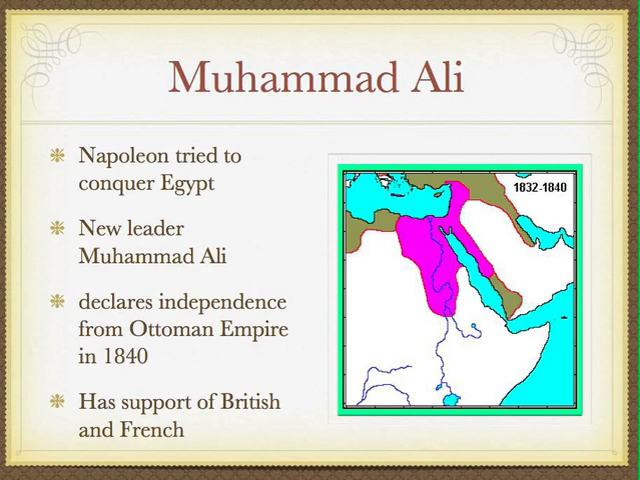 Muhammad Ali
Napoleon tried to
conquer Egypt
New leader
Muhammad Ali
declares independence
from Ottoman Empire
in 1840
Has support of British
and French
1832-1840